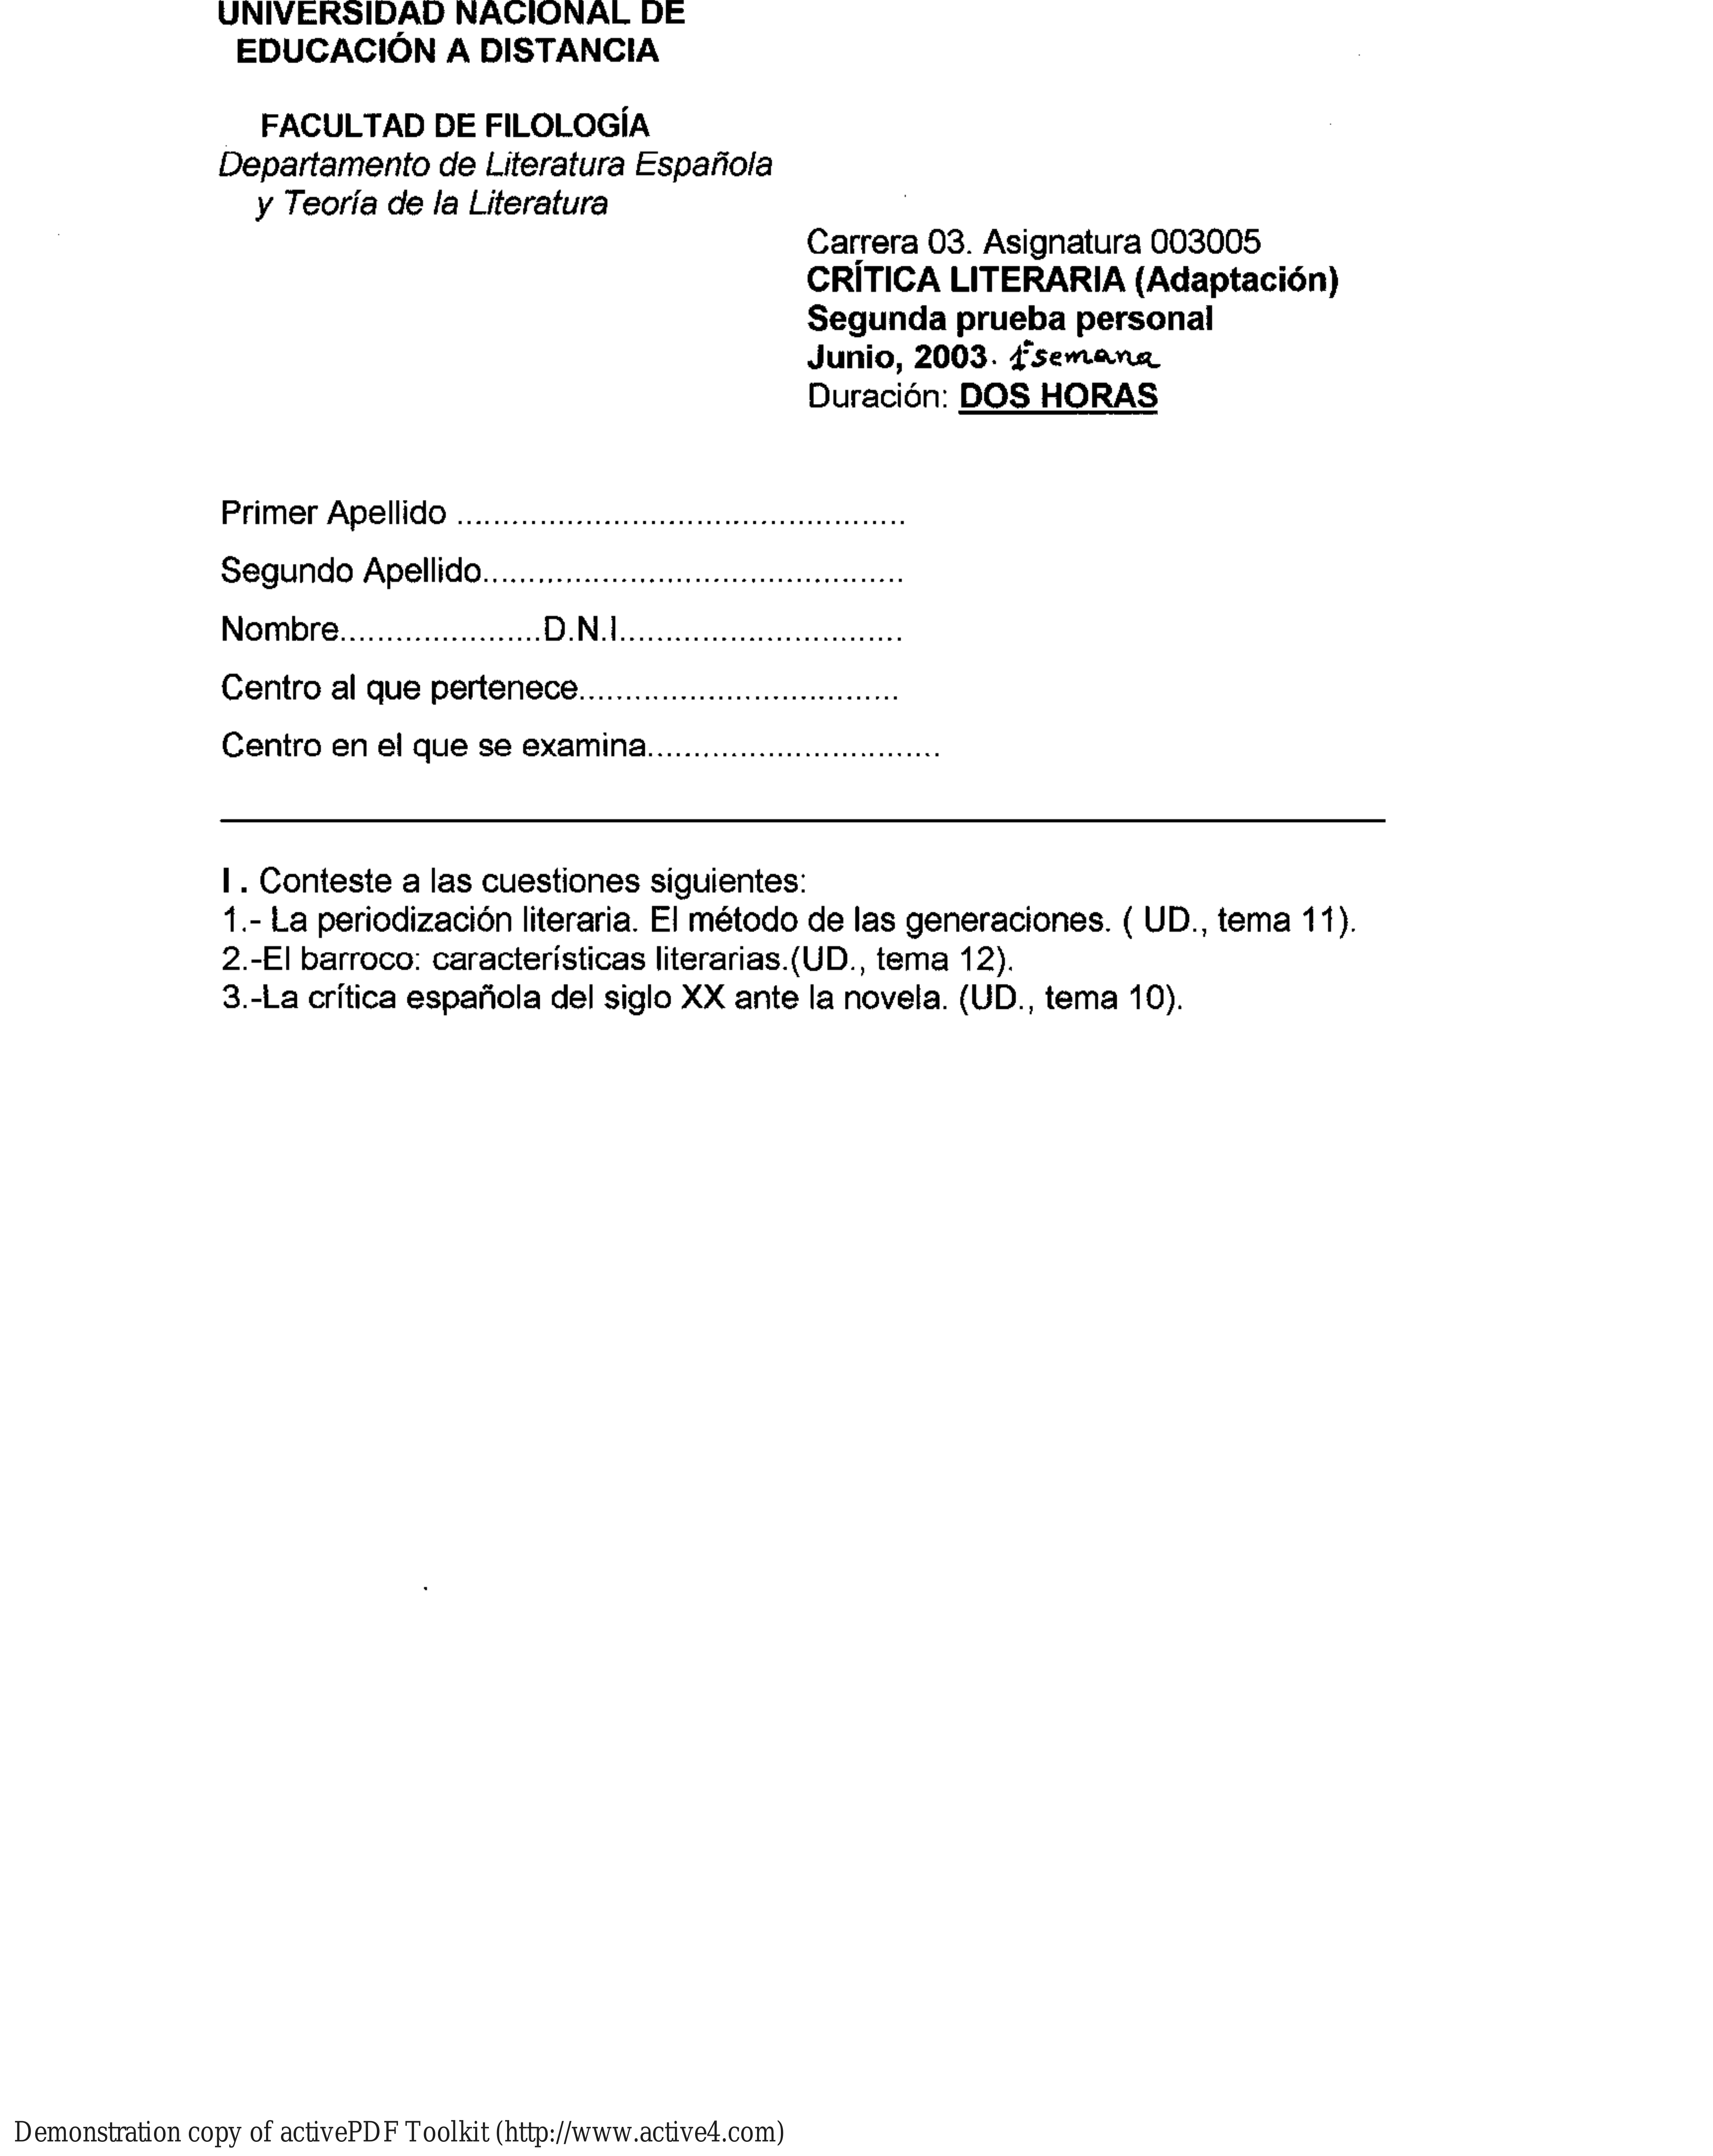 UNIVERSIDAD NACIONAL DE
EDUCACIÓN A DISTANCIA
FACULTAD DE FILOLOGÍA
Departamento de Literatura Española
y Teoría de la Literatura
Carrera 03. Asignatura 003005
CRÍTICA LITERARIA (Adaptación)
Segunda prueba personal
Junio, 2003. 1ª semana
Duración: DOS HORAS
Primer Apellido .................................................
Segundo Apellido..............................................
Nombre......................D.N.I...............................
Centro al que pertenece...................................
Centro en el que se examina................................
I . Conteste a las cuestiones siguientes:
1.- La periodización literaria. El método de las generaciones. ( UD., tema 11).
2.-El barroco: características literarias.(UD., tema 12).
3.-La crítica española del siglo XX ante la novela. (UD., tema 10).
Demonstration copy of activePDF Toolkit (http://www.active4.com)